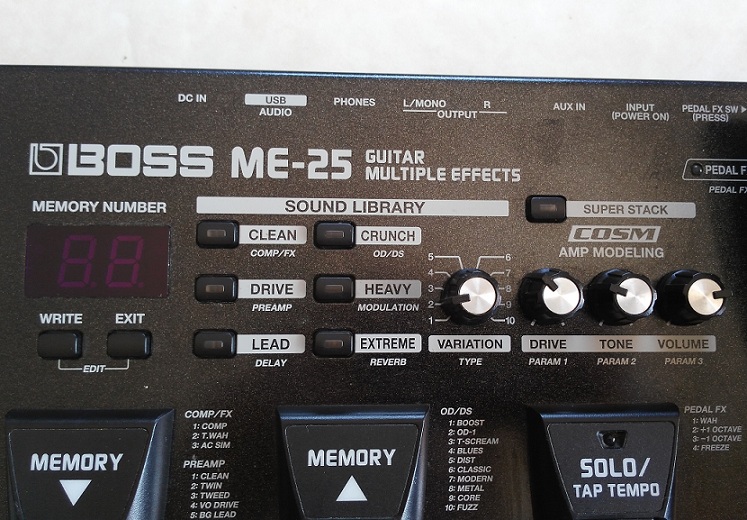 DC IN
USB
AUDIO
PHONES
L/MONO R
OUTPUT
AUX IN
INPUT
(POWER ON)
PEDAL FX SW
(PRESS)
BOSS ME-25 GUITAR
MULTIPLE EFFECTS
PEDAL
PEDAL
MEMORY NUMBER
SOUND LIBRARY
SUPER STACK
CLEAN
COMP/FX
CRUNCH
OD/DS
COSM
AMP MODELING
DRIVE
PREAMP
HEAVY
MODULATION
5 6
4 7
3 8
2 9
1 10
WRITE EXIT
EDIT
LEAD
DELAY
EXTREME
REVERB
VARIATION
TYPE
DRIVE
PARAM 1
TONE
PARAM 2
VOLUME
PARAM 3
MEMORY
COMP/FX
1: COMP
2: T.WAH
3: AC SIM
PREAMP
1: CLEAN
2: TWIN
3: TWEED
4: VO DRIVE
5: BG LEAD
MEMORY
OD/DS
1: BOOST
2: OD-1
3: T-SCREAM
4: BLUES
5: DIST
6: CLASSIC
7: MODERN
8: METAL
9: CORE
10: FUZZ
SOLO/
TAP TEMPO
PEDAL FX
1: WAH
2: +1 OCTAVE
3: -1 OCTAVE
4: FREEZE